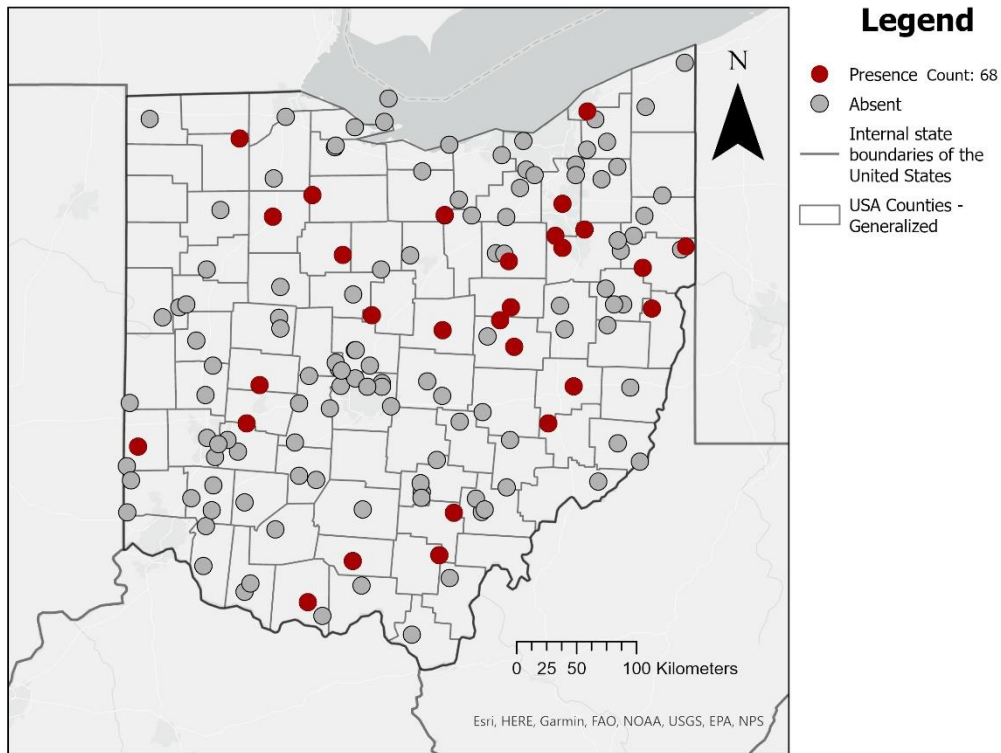 Legend
Presence Count: 68
Absent
Internal state
boundaries of the
United States
USA Counties -
Generalized
N
0 25 50 100 Kilometers
Esri, HERE, Garmin, FAO, NOAA, USGS, EPA, NPS